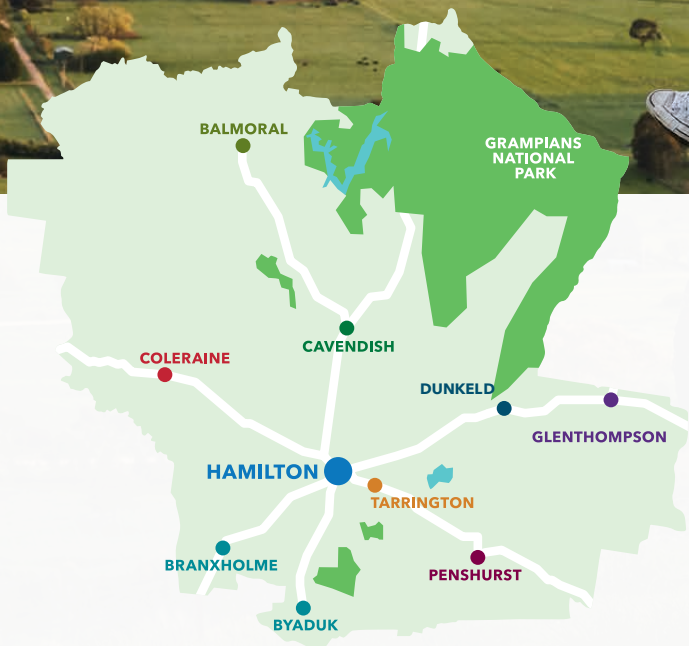 BALMORAL
GRAMPIANS
NATIONAL
PARK
CAVENDISH
COLERAINE
DUNKELD
GLENTHOMPSON
HAMILTON
TARRINGTON
BRANXHOLME
PENSHURST
BYADUK